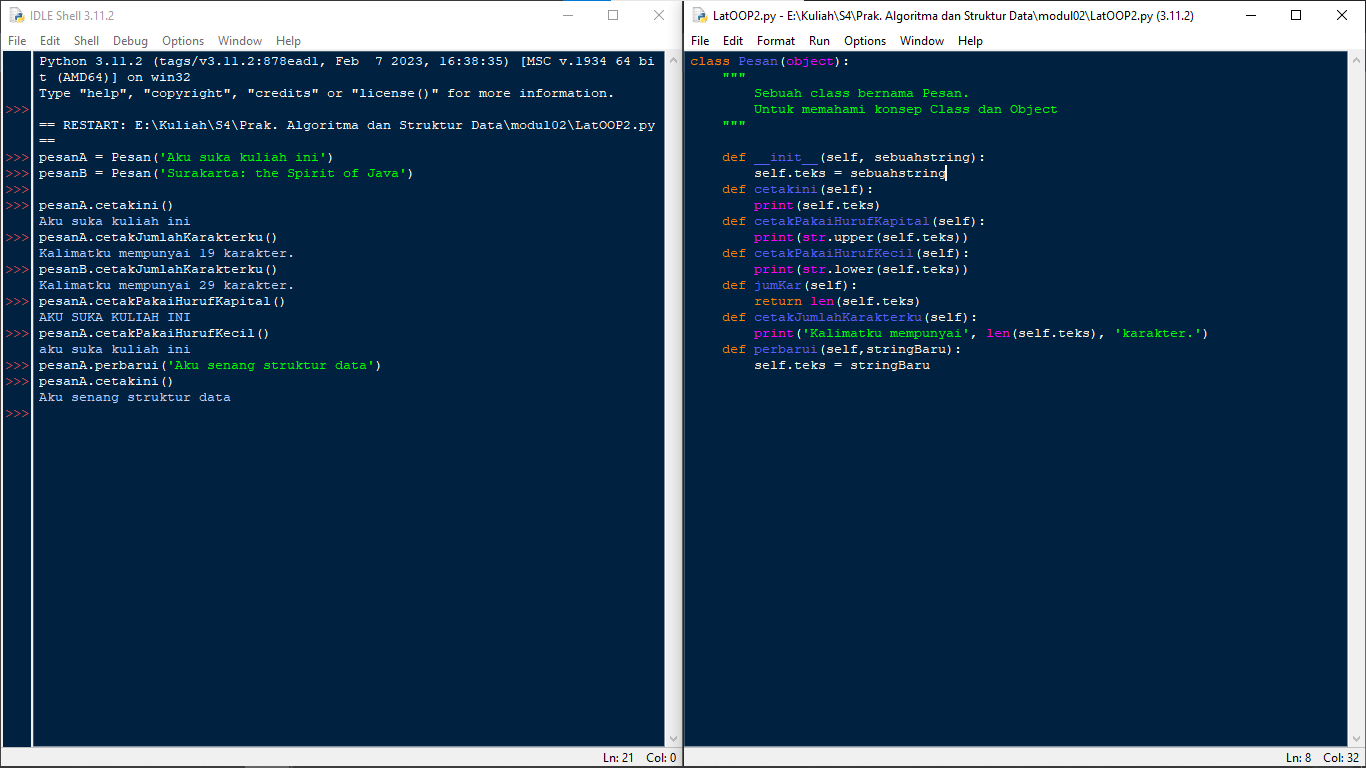 IDLE Shell 3.11.2
File Edit Shell Debug Options Window Help
Python 3.11.2 (tags/v3.11.2:878ead1, Feb  7 2023, 16:38:35) [MSC v.1934 64 bi
t (AMD64)] on win32
Type "help", "copyright", "credits" or "license()" for more information.
>>>
== RESTART: E:\Kuliah\S4\Prak. Algoritma dan Struktur Data\modul02\LatOOP2.py
==
>>> pesanA = Pesan('Aku suka kuliah ini')
>>> pesanB = Pesan('Surakarta: the Spirit of Java')
>>>
>>> pesanA.cetakini()
Aku suka kuliah ini
>>> pesanA.cetakJumlahKarakterku()
Kalimatku mempunyai 19 karakter.
>>> pesanB.cetakJumlahKarakterku()
Kalimatku mempunyai 29 karakter.
>>> pesanA.cetakPakaiHurufKapital()
AKU SUKA KULIAH INI
>>> pesanA.cetakPakaiHurufKecil()
aku suka kuliah ini
>>> pesanA.perbarui('Aku senang struktur data')
>>> pesanA.cetakini()
Aku senang struktur data
>>>
Ln: 21 Col: 0
LatOOP2.py - E:\Kuliah\S4\Prak. Algoritma dan Struktur Data\modul02\LatOOP2.py (3.11.2)
File Edit Format Run Options Window Help
class Pesan(object):
    """
        Sebuah class bernama Pesan.
        Untuk memahami konsep Class dan Object
    """
    def __init__(self, sebuahstring):
        self.teks = sebuahstring
    def cetakini(self):
        print(self.teks)
    def cetakPakaiHurufKapital(self):
        print(str.upper(self.teks))
    def cetakPakaiHurufKecil(self):
        print(str.lower(self.teks))
    def jumKar(self):
        return len(self.teks)
    def cetakJumlahKarakterku(self):
        print('Kalimatku mempunyai', len(self.teks), 'karakter.')
    def perbarui(self,stringBaru):
        self.teks = stringBaru
Ln: 8 Col: 32